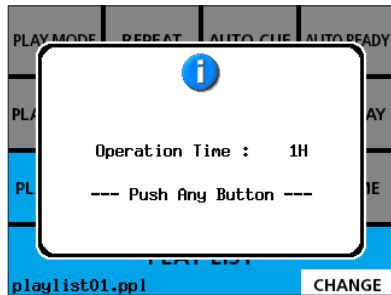 PLAY MODE REPEAT AUTO CUE AUTO READY
i
Operation Time : 1H
--- Push Any Button ---
playlist01.ppl CHANGE